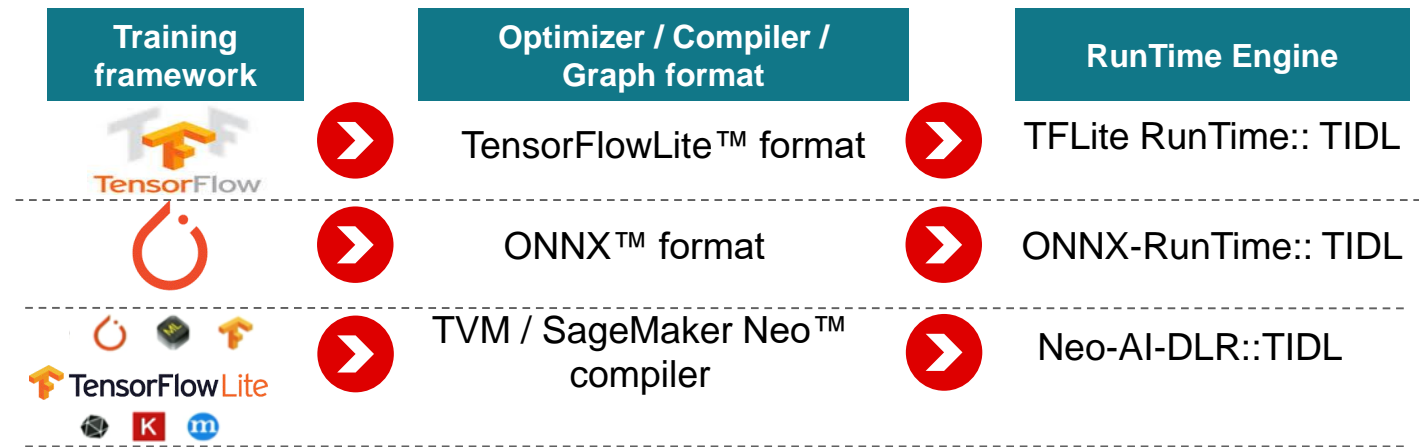 Training
framework
Optimizer / Compiler /
Graph format
RunTime Engine
TensorFlow
TensorFlowLite™ format
TFLite RunTime:: TIDL
ONNX™ format
ONNX-RunTime:: TIDL
ML
TensorFlowLite
K
m
TVM / SageMaker Neo™
compiler
Neo-AI-DLR::TIDL